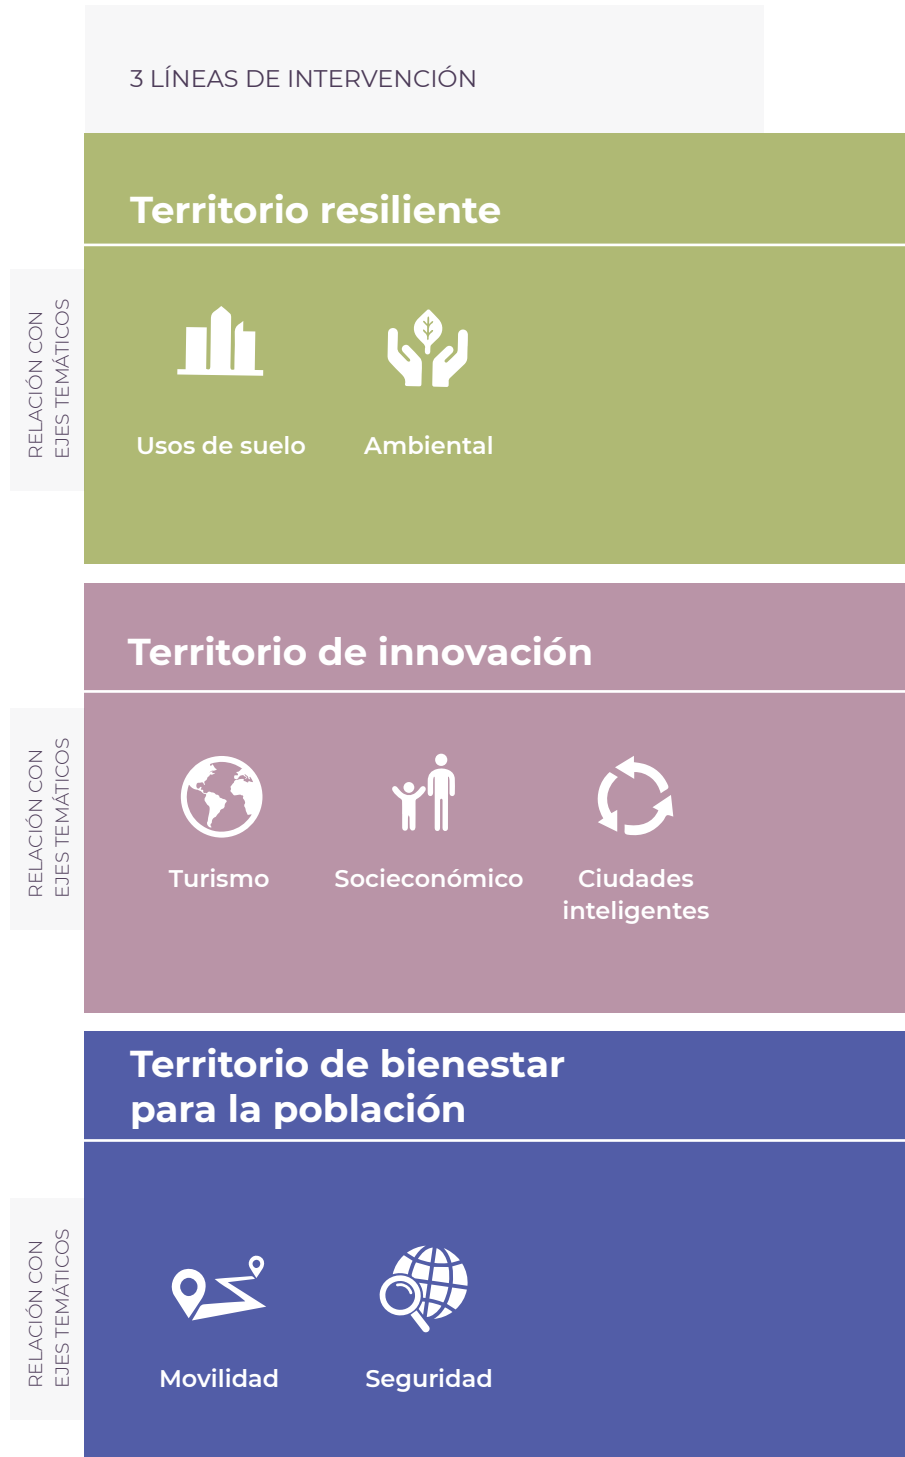 3 LÍNEAS DE INTERVENCIÓN
Territorio resiliente
RELACIÓN CON
EJES TEMÁTICOS
Usos de suelo
Ambiental
Territorio de innovación
RELACIÓN CON
EJES TEMÁTICOS
Turismo
Socieconómico
Ciudades
inteligentes
Territorio de bienestar
para la población
RELACIÓN CON
EJES TEMÁTICOS
Movilidad
Seguridad